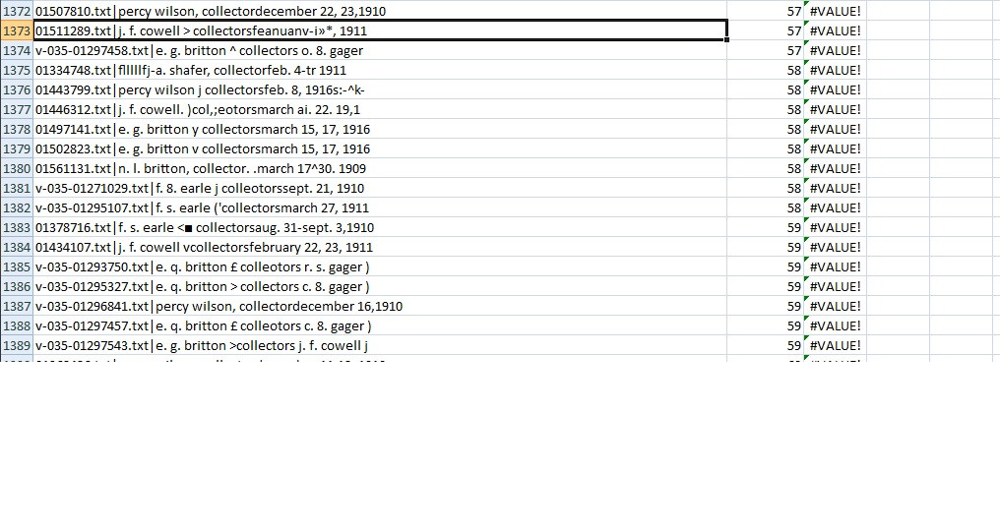 1372 01507810.txt|percy wilson, collectordecember 22, 23,1910 57 #VALUE!
1373 01511289.txt|j. f. cowell > collectorsfeanuanv-i»*, 1911 57 #VALUE!
1374 v-035-01297458.txt|e. g. britton ^ collectors o. 8. gager 57 #VALUE!
1375 01334748.txt|fllllllfj-a. shafer, collectorfeb. 4-tr 1911 58 #VALUE!
1376 01443799.txt|percy wilson j collectorsfeb. 8, 1916s:-^k- 58 #VALUE!
1377 01446312.txt|j. f. cowell. )col,;eotorsmarch ai. 22. 19,1 58 #VALUE!
1378 01497141.txt|e. g. britton y collectorsmarch 15, 17, 1916 58 #VALUE!
1379 01502823.txt|e. g. britton v collectorsmarch 15, 17, 1916 58 #VALUE!
1380 01561131.txt|n. l. britton, collector. .march 17^30. 1909 58 #VALUE!
1381 v-035-01271029.txt|f. 8. earle j colleotorssept. 21, 1910 58 #VALUE!
1382 v-035-01295107.txt|f. s. earle ('collectorsmarch 27, 1911 58 #VALUE!
1383 01378716.txt|f. s. earle <■ collectorsaug. 31-sept. 3,1910 59 #VALUE!
1384 01434107.txt|j. f. cowell vcollectorsfebruary 22, 23, 1911 59 #VALUE!
1385 v-035-01293750.txt|e. q. britton £ colleotors r. s. gager ) 59 #VALUE!
1386 v-035-01295327.txt|e. q. britton > collectors c. 8. gager ) 59 #VALUE!
1387 v-035-01296841.txt|percy wilson, collectordecember 16,1910 59 #VALUE!
1388 v-035-01297457.txt|e. q. britton £ colleotors c. 8. gager ) 59 #VALUE!
1389 v-035-01297543.txt|e. g. britton >collectors j. f. cowell j 59 #VALUE!